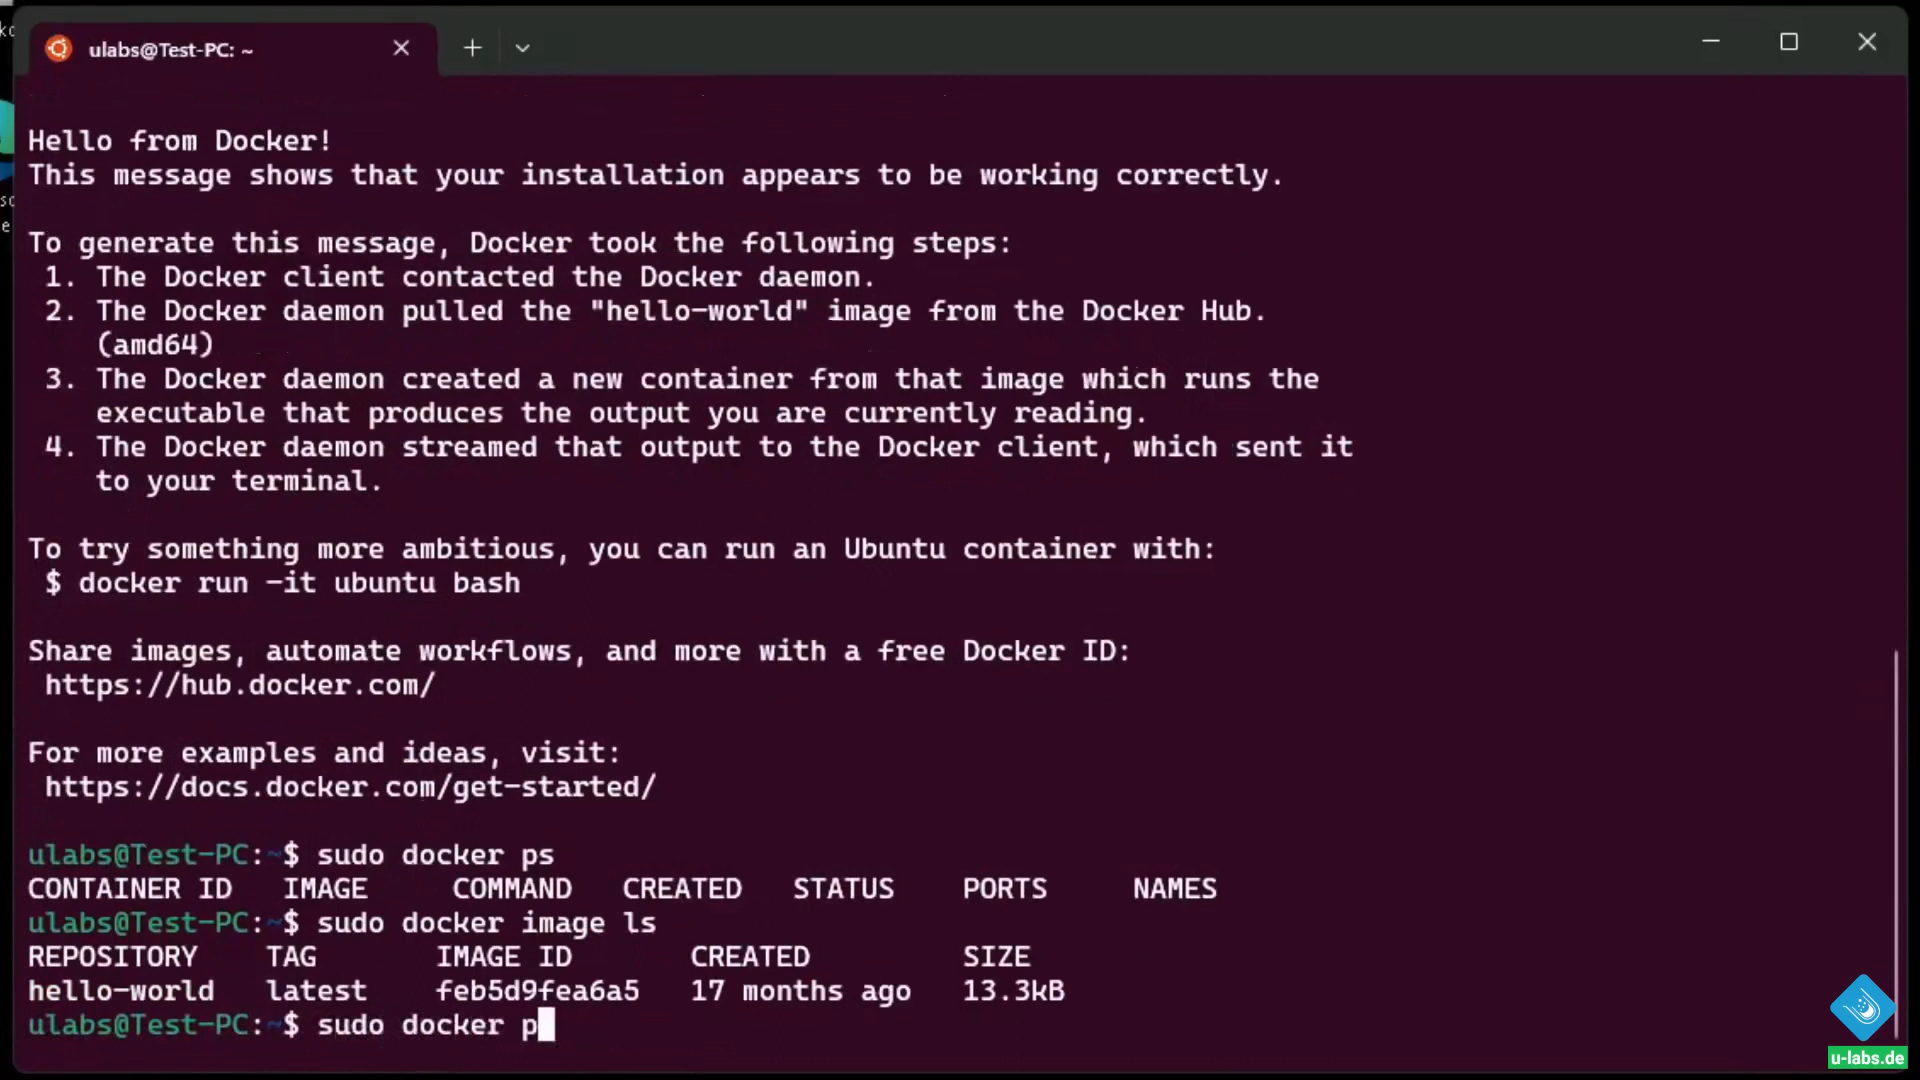 ulabs@Test-PC: ~
Hello from Docker!
This message shows that your installation appears to be working correctly.
To generate this message, Docker took the following steps:
1. The Docker client contacted the Docker daemon.
2. The Docker daemon pulled the "hello-world" image from the Docker Hub.
(amd64)
3. The Docker daemon created a new container from that image which runs the
executable that produces the output you are currently reading.
4. The Docker daemon streamed that output to the Docker client, which sent it
to your terminal.
To try something more ambitious, you can run an Ubuntu container with:
$ docker run -it ubuntu bash
Share images, automate workflows, and more with a free Docker ID:
https://hub.docker.com/
For more examples and ideas, visit:
https://docs.docker.com/get-started/
ulabs@Test-PC:~$ sudo docker ps
CONTAINER ID IMAGE COMMAND CREATED STATUS PORTS NAMES
ulabs@Test-PC:~$ sudo docker image ls
REPOSITORY TAG IMAGE ID CREATED SIZE
hello-world latest feb5d9fea6a5 17 months ago 13.3kB
ulabs@Test-PC:~$ sudo docker p
u-labs.de